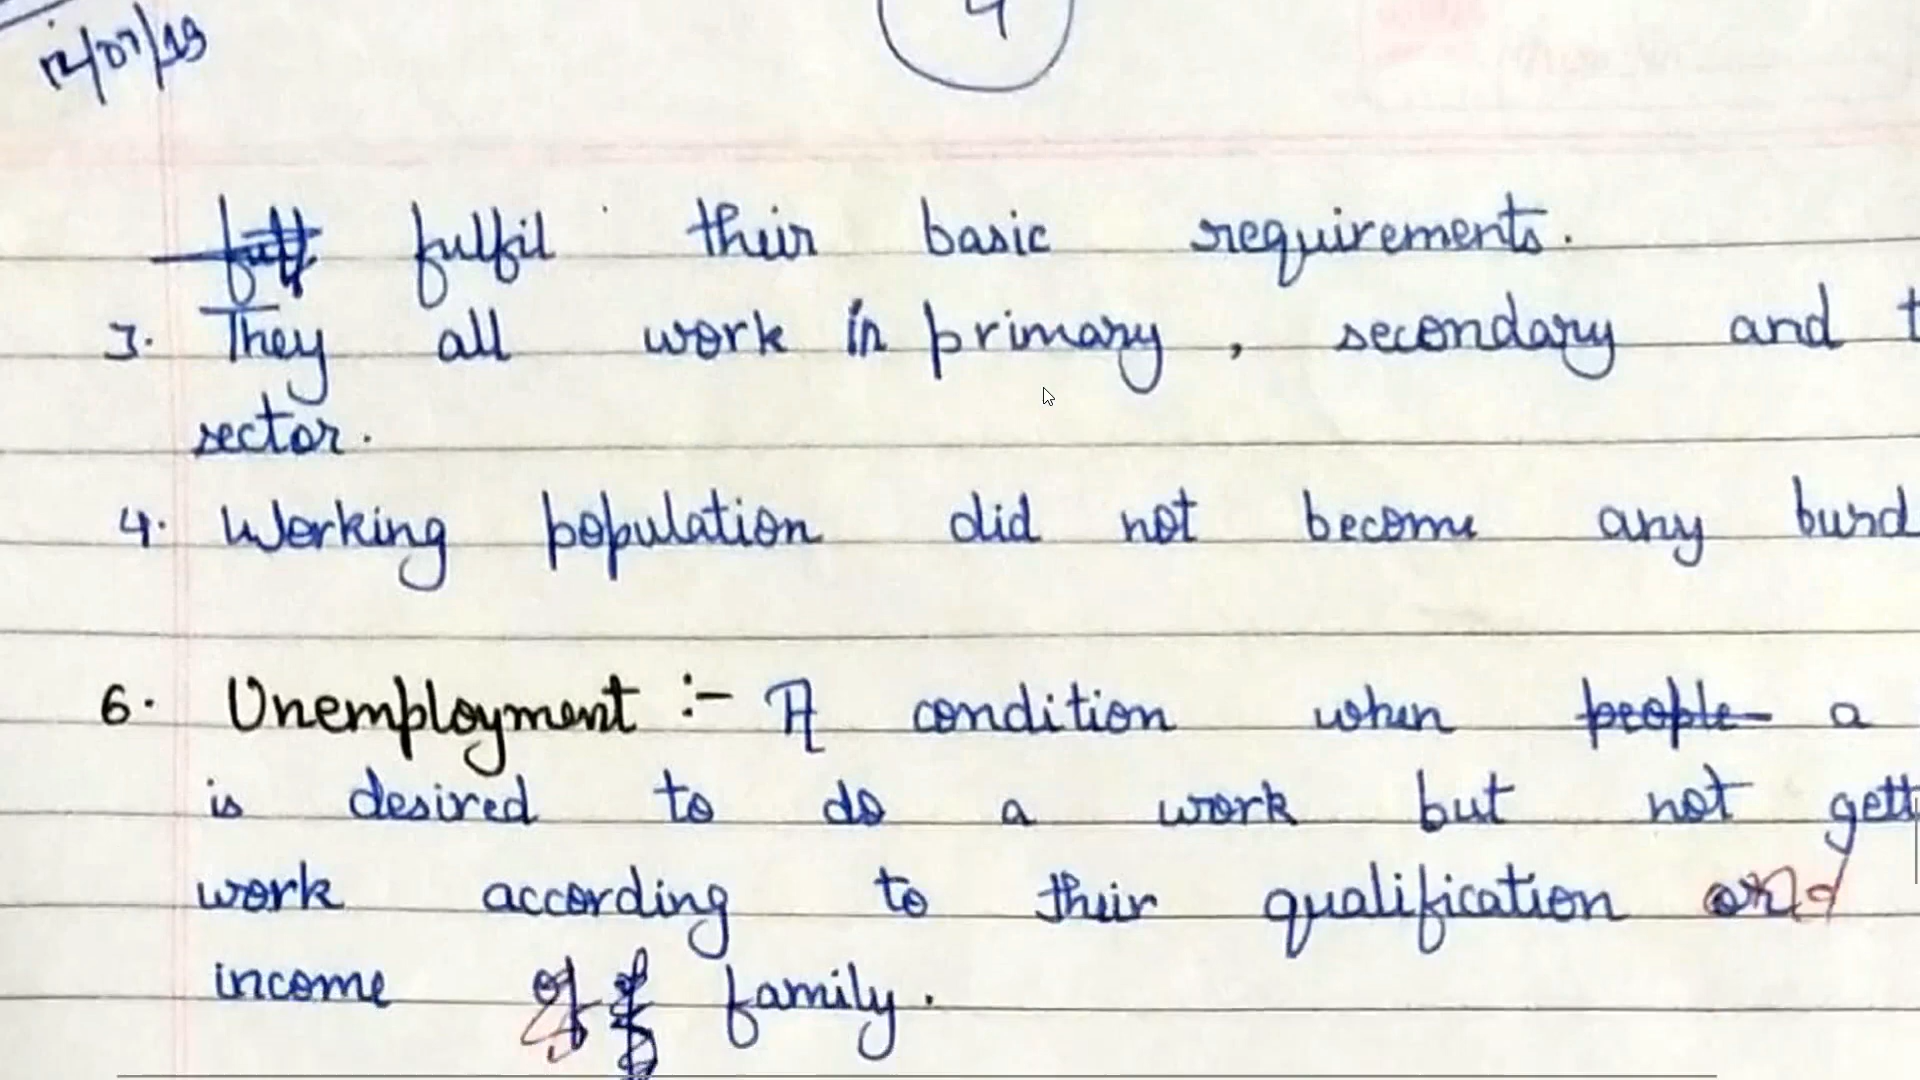 12/07/19
4
fulfil their basic requirements.
3. They all work in primary, secondary and t
sector.
4. Working population did not become any burd
6. Unemployment :- A condition when people a
is desired to do a work but not gett
work according to their qualification and
income of family.